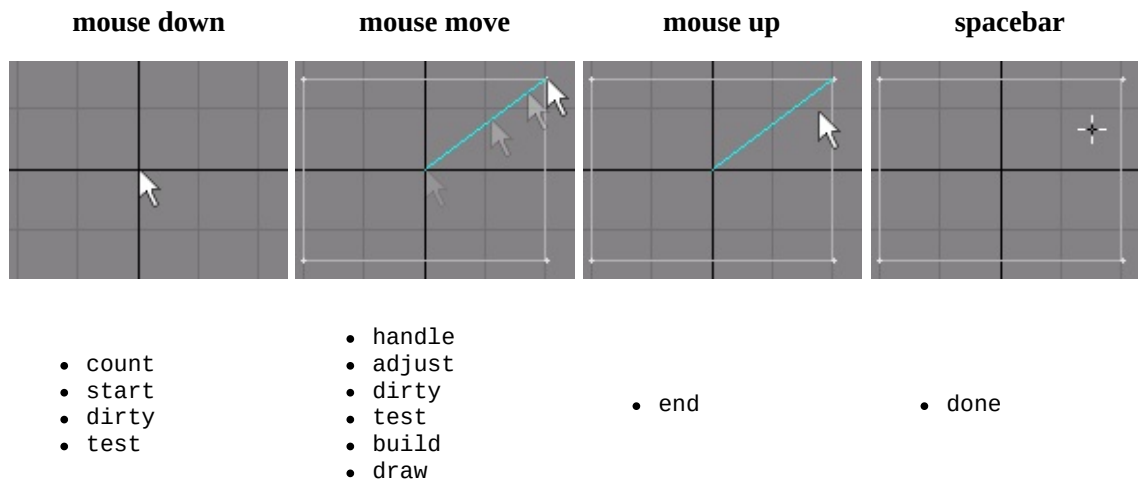 mouse down mouse move mouse up spacebar
• count
• start
• dirty
• test
• handle
• adjust
• dirty
• test
• build
• draw
• end
• done